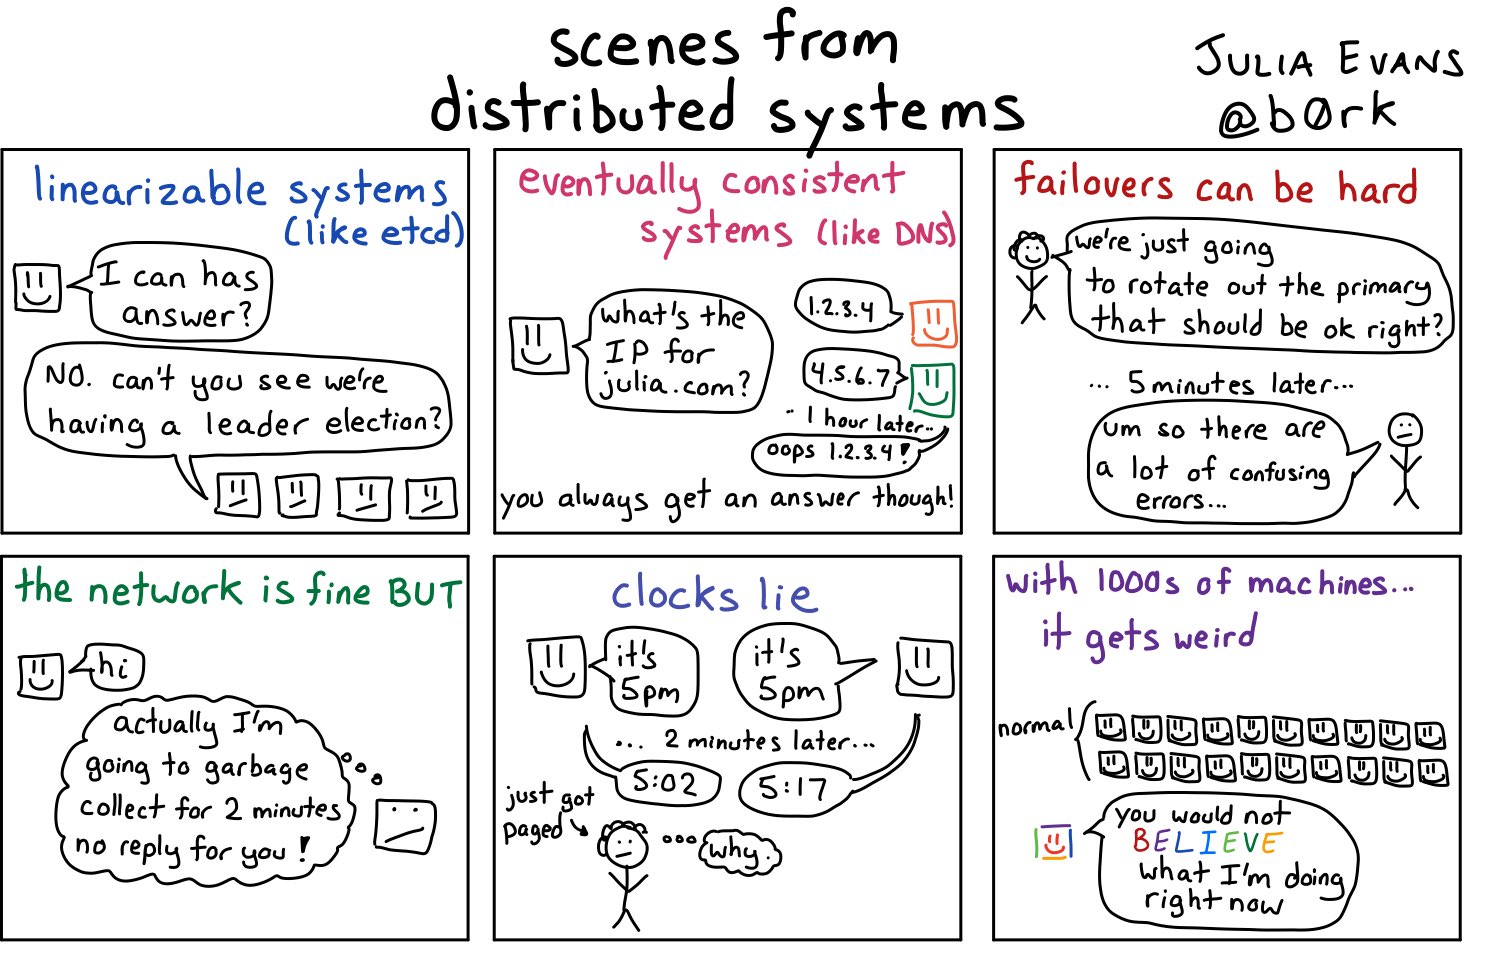 scenes from
distributed systems
JULIA EVANS
@b0rk
linearizable systems
(like etcd)
I can has
answer?
NO. can't you see we're
having a leader election?
eventually consistent
systems (like DNS)
what's the
IP for
julia.com?
1.2.3.4
4.5.6.7
.. 1 hour later..
oops 1.2.3.4!
you always get an answer though!
failovers can be hard
we're just going
to rotate out the primary
that should be ok right?
... 5 minutes later...
um so there are
a lot of confusing
errors...
the network is fine BUT
hi
actually I'm
going to garbage
collect for 2 minutes
no reply for you!
clocks lie
it's
5pm
it's
5pm
... 2 minutes later...
5:02
5:17
just got
paged
why.
with 1000s of machines...
it gets weird
normal
you would not
BELIEVE
what I'm doing
right now